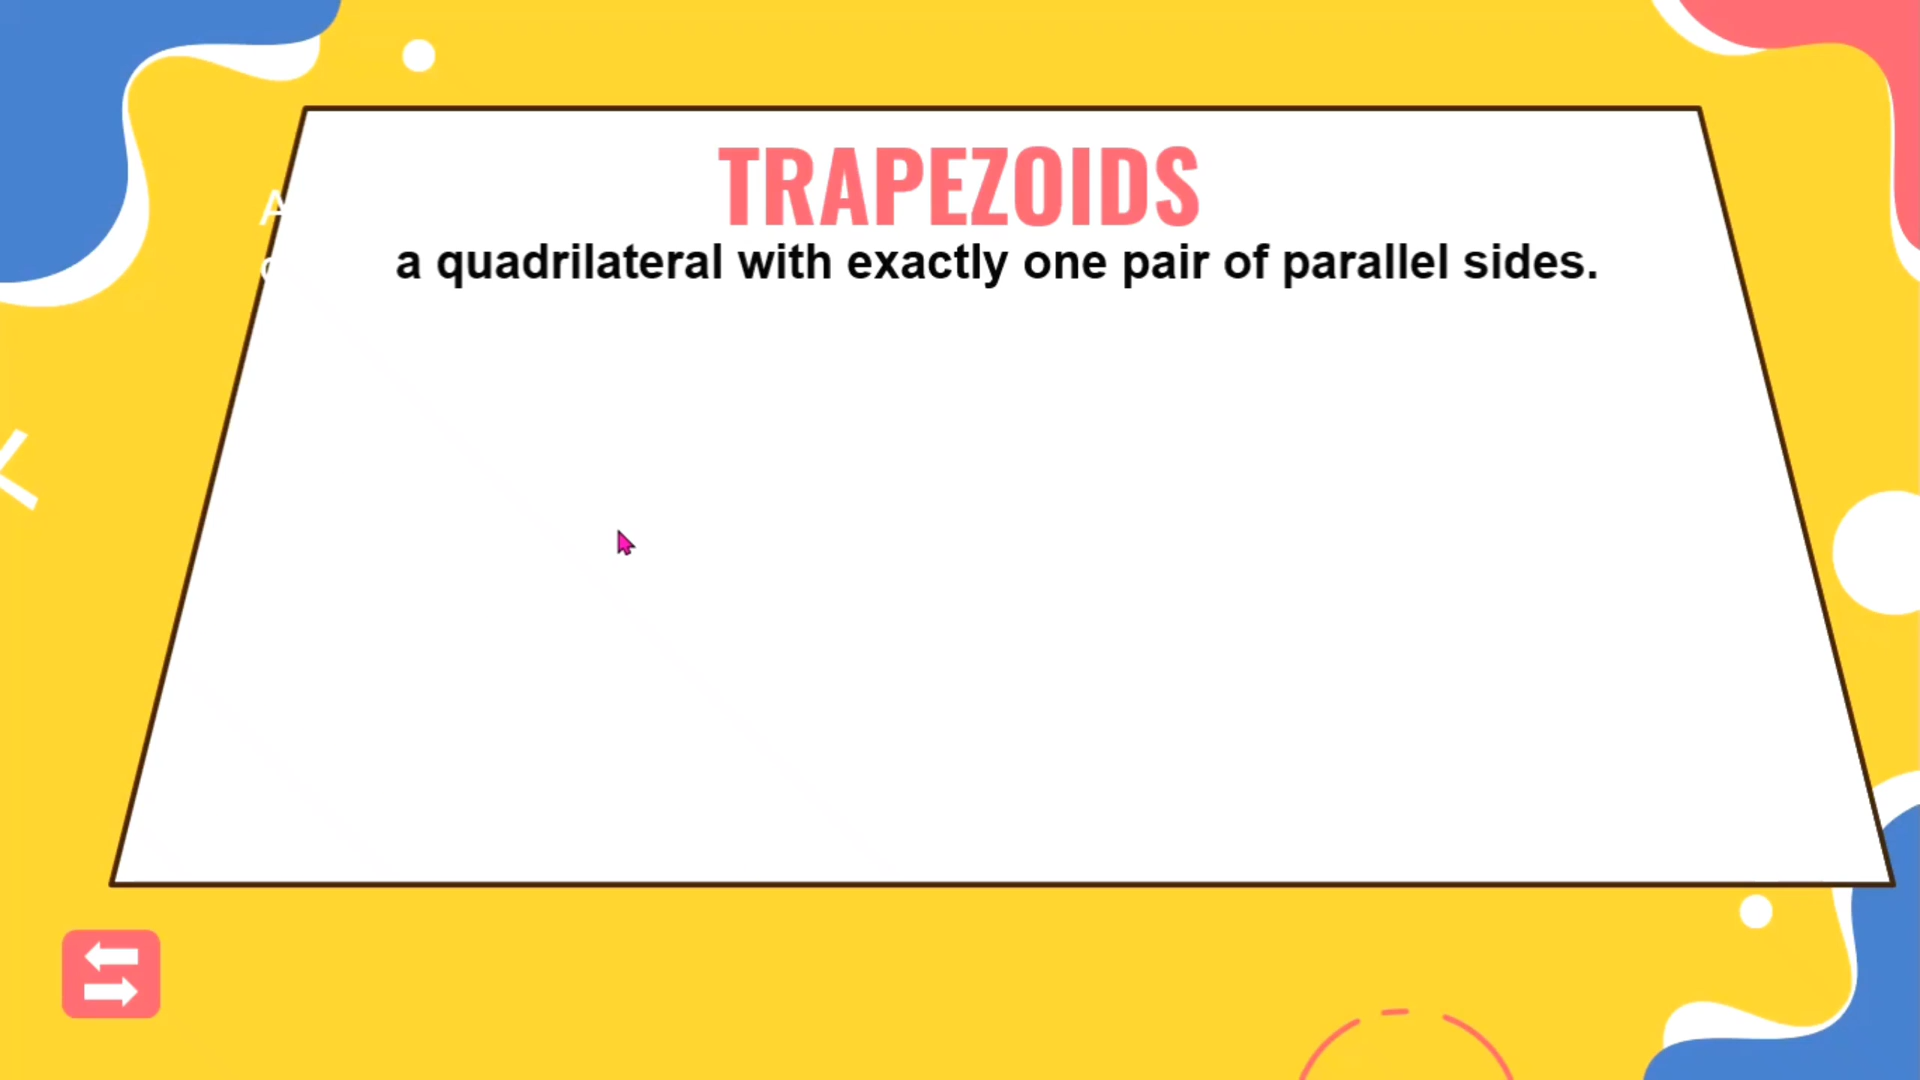 TRAPEZOIDS
a quadrilateral with exactly one pair of parallel sides.